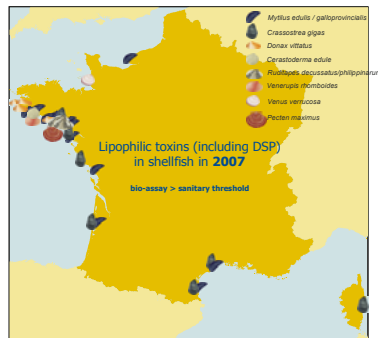 Mytilus edulis / galloprovincialis
Crassostrea gigas
Donax vittatus
Cerastoderma edule
Rudifapes decussatus/philippinarum
Venerupis rhomboides
Venus verrucosa
Pecten maximus
Lipophilic toxins (including DSP)
in shellfish in 2007
bio-assay > sanitary threshold